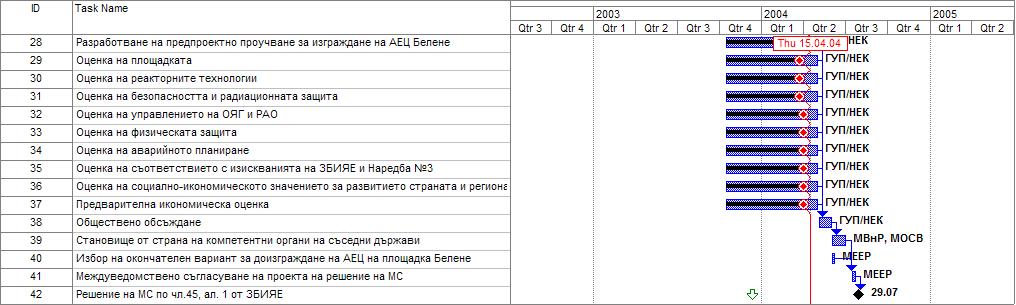 ID Task Name 2003 2004 2005
Qtr 3 Qtr 4 Qtr 1 Qtr 2 Qtr 3 Qtr 4 Qtr 1 Qtr 2 Qtr 3 Qtr 4 Qtr 1 Qtr 2
28 Разработване на предпроектно проучване за изграждане на АЕЦ Белене Thu 15.04.04
29 Оценка на площадката ГУП/НЕК
30 Оценка на реакторните технологии ГУП/НЕК
31 Оценка на безопасността и радиационната защита ГУП/НЕК
32 Оценка на управлението на ОЯГ и РАО ГУП/НЕК
33 Оценка на физическата защита ГУП/НЕК
34 Оценка на аварийното планиране ГУП/НЕК
35 Оценка на съответствието с изискванията на ЗБИЯЕ и Наредба №3 ГУП/НЕК
36 Оценка на социално-икономическото значението за развитието страната и региона ГУП/НЕК
37 Предварителна икономическа оценка ГУП/НЕК
38 Обществено обсъждане ГУП/НЕК
39 Становище от страна на компетентни органи на съседни държави МВнР, МОСВ
40 Избор на окончателен вариант за доизграждане на АЕЦ на площадка Белене МЕЕР
41 Междуведомствено съгласуване на проекта на решение на МС МЕЕР
42 Решение на МС по чл.45, ал. 1 от ЗБИЯЕ 29.07